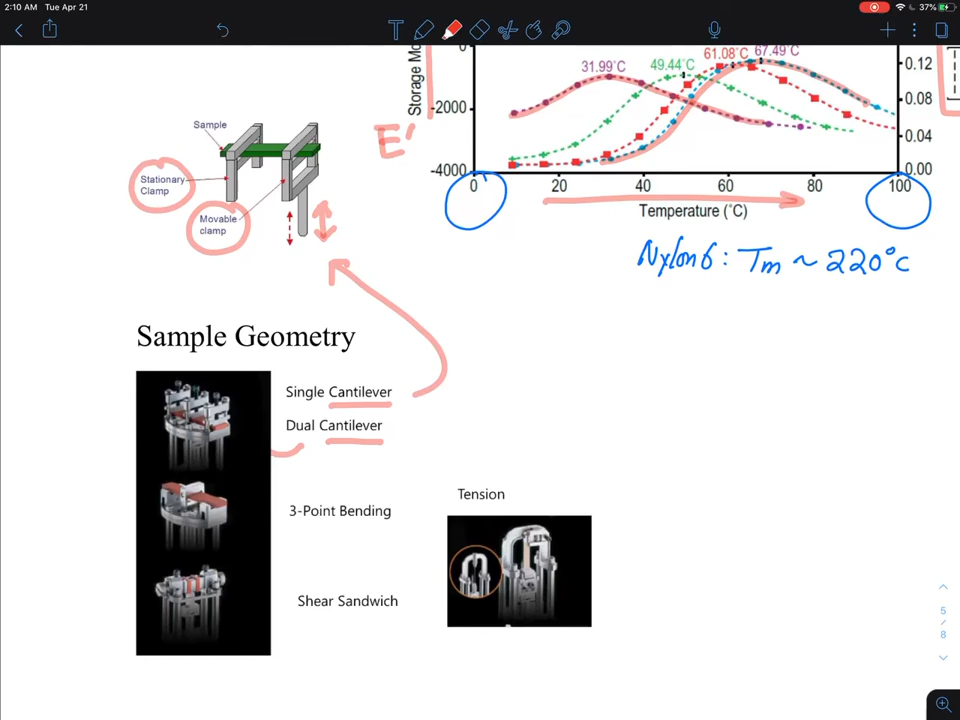 2:10 AM Tue Apr 21
37%
Storage Mo
0
-2000
-4000
31.99°C
49.44°C
61.08°C
67.49°C
0.12
0.08
0.04
0.00
E'
0 20 40 60 80 100
Temperature (°C)
Nylon 6: Tm ~ 220°C
Sample
Stationary
Clamp
Movable
clamp
Sample Geometry
Single Cantilever
Dual Cantilever
3-Point Bending
Shear Sandwich
Tension
5
/
8